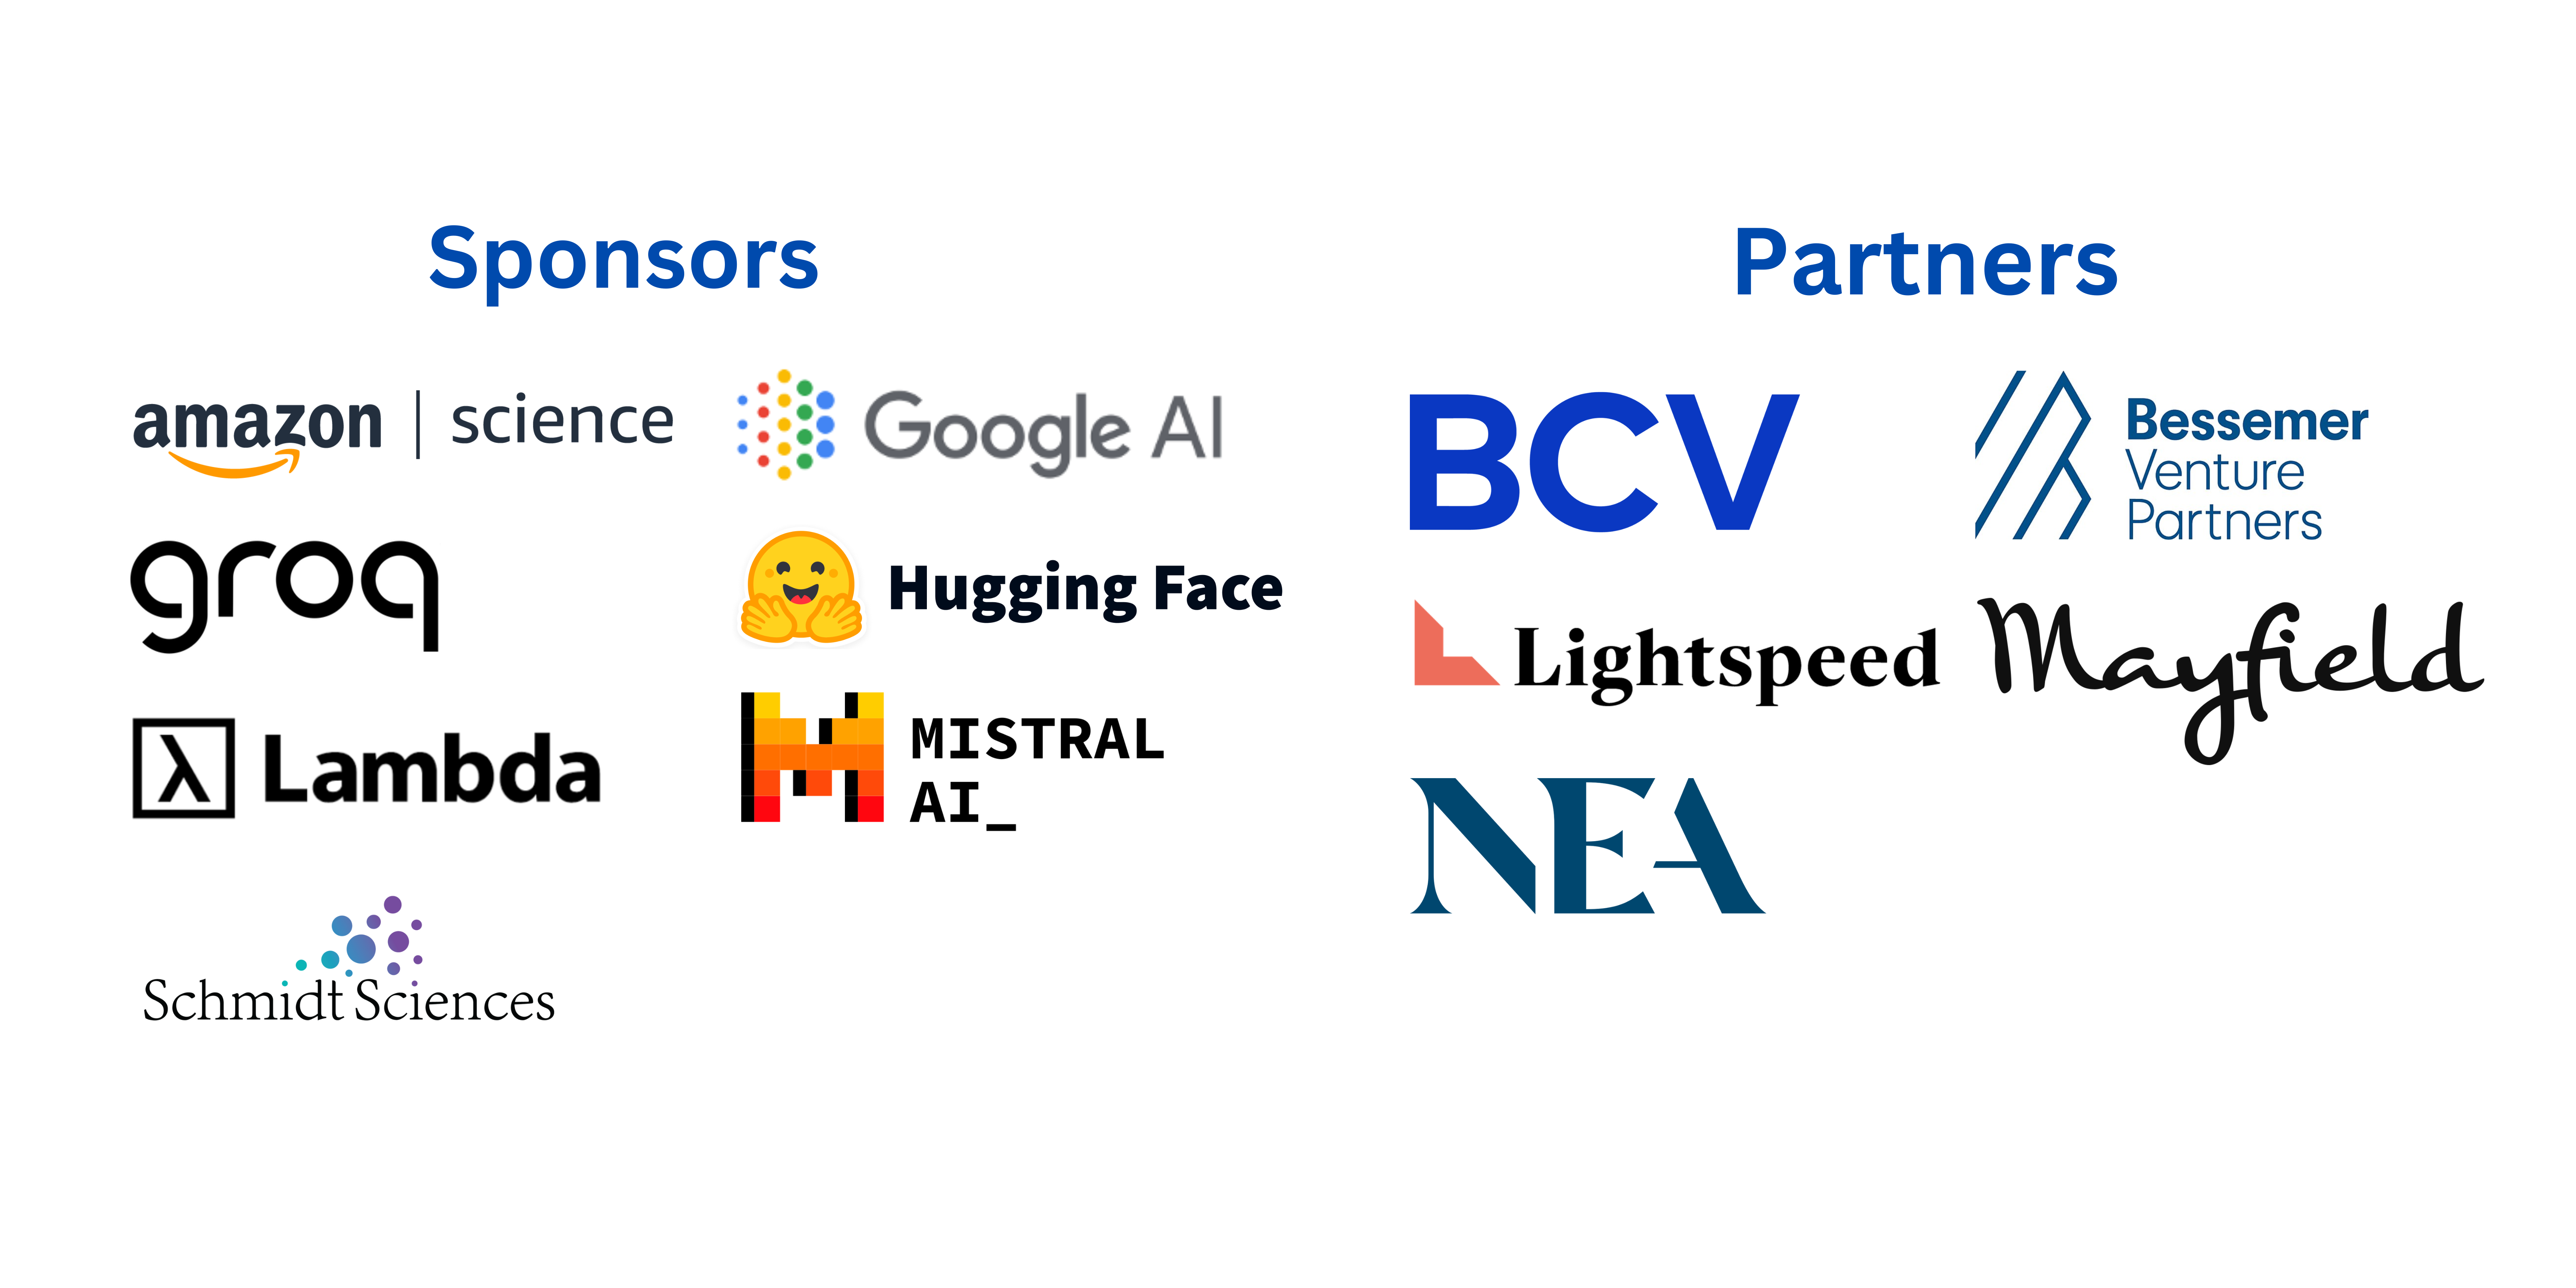 Sponsors
amazon | science
Google AI
groq
Hugging Face
Lambda
MISTRAL
AI_
Schmidt Sciences
Partners
BCV
Bessemer
Venture
Partners
Lightspeed
Mayfield
NEA